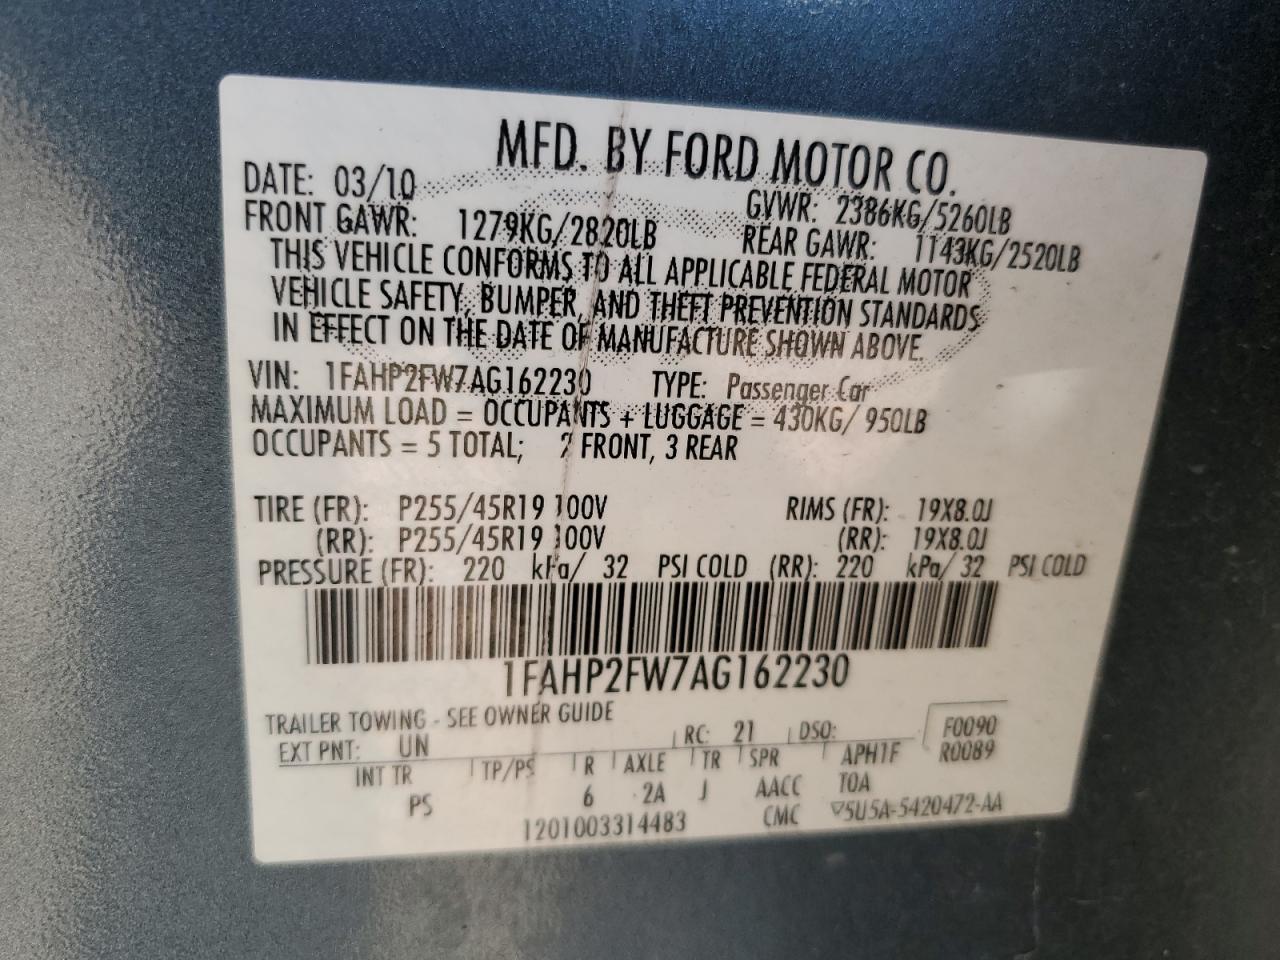 MFD. BY FORD MOTOR CO.
DATE: 03/10 GVWR: 2386KG/5260LB
FRONT GAWR: 1279KG/2820LB REAR GAWR: 1143KG/2520LB
THIS VEHICLE CONFORMS TO ALL APPLICABLE FEDERAL MOTOR
VEHICLE SAFETY, BUMPER, AND THEFT PREVENTION STANDARDS
IN EFFECT ON THE DATE OF MANUFACTURE SHOWN ABOVE.
VIN: 1FAHP2FW7AG162230 TYPE: Passenger Car
MAXIMUM LOAD = OCCUPANTS + LUGGAGE = 430KG/ 950LB
OCCUPANTS = 5 TOTAL; 2 FRONT, 3 REAR
TIRE (FR): P255/45R19 100V RIMS (FR): 19X8.0J
(RR): P255/45R19 100V (RR): 19X8.0J
PRESSURE (FR): 220 kPa/ 32 PSI COLD (RR): 220 kPa/ 32 PSI COLD
1FAHP2FW7AG162230
TRAILER TOWING - SEE OWNER GUIDE
EXT PNT: UN RC: 21 DSO: F0090
INT TR TP/PS R AXLE TR SPR APH1F R0089
PS 6 2A J AACC TOA
1201003314483 CMC ▽5U5A-5420472-AA